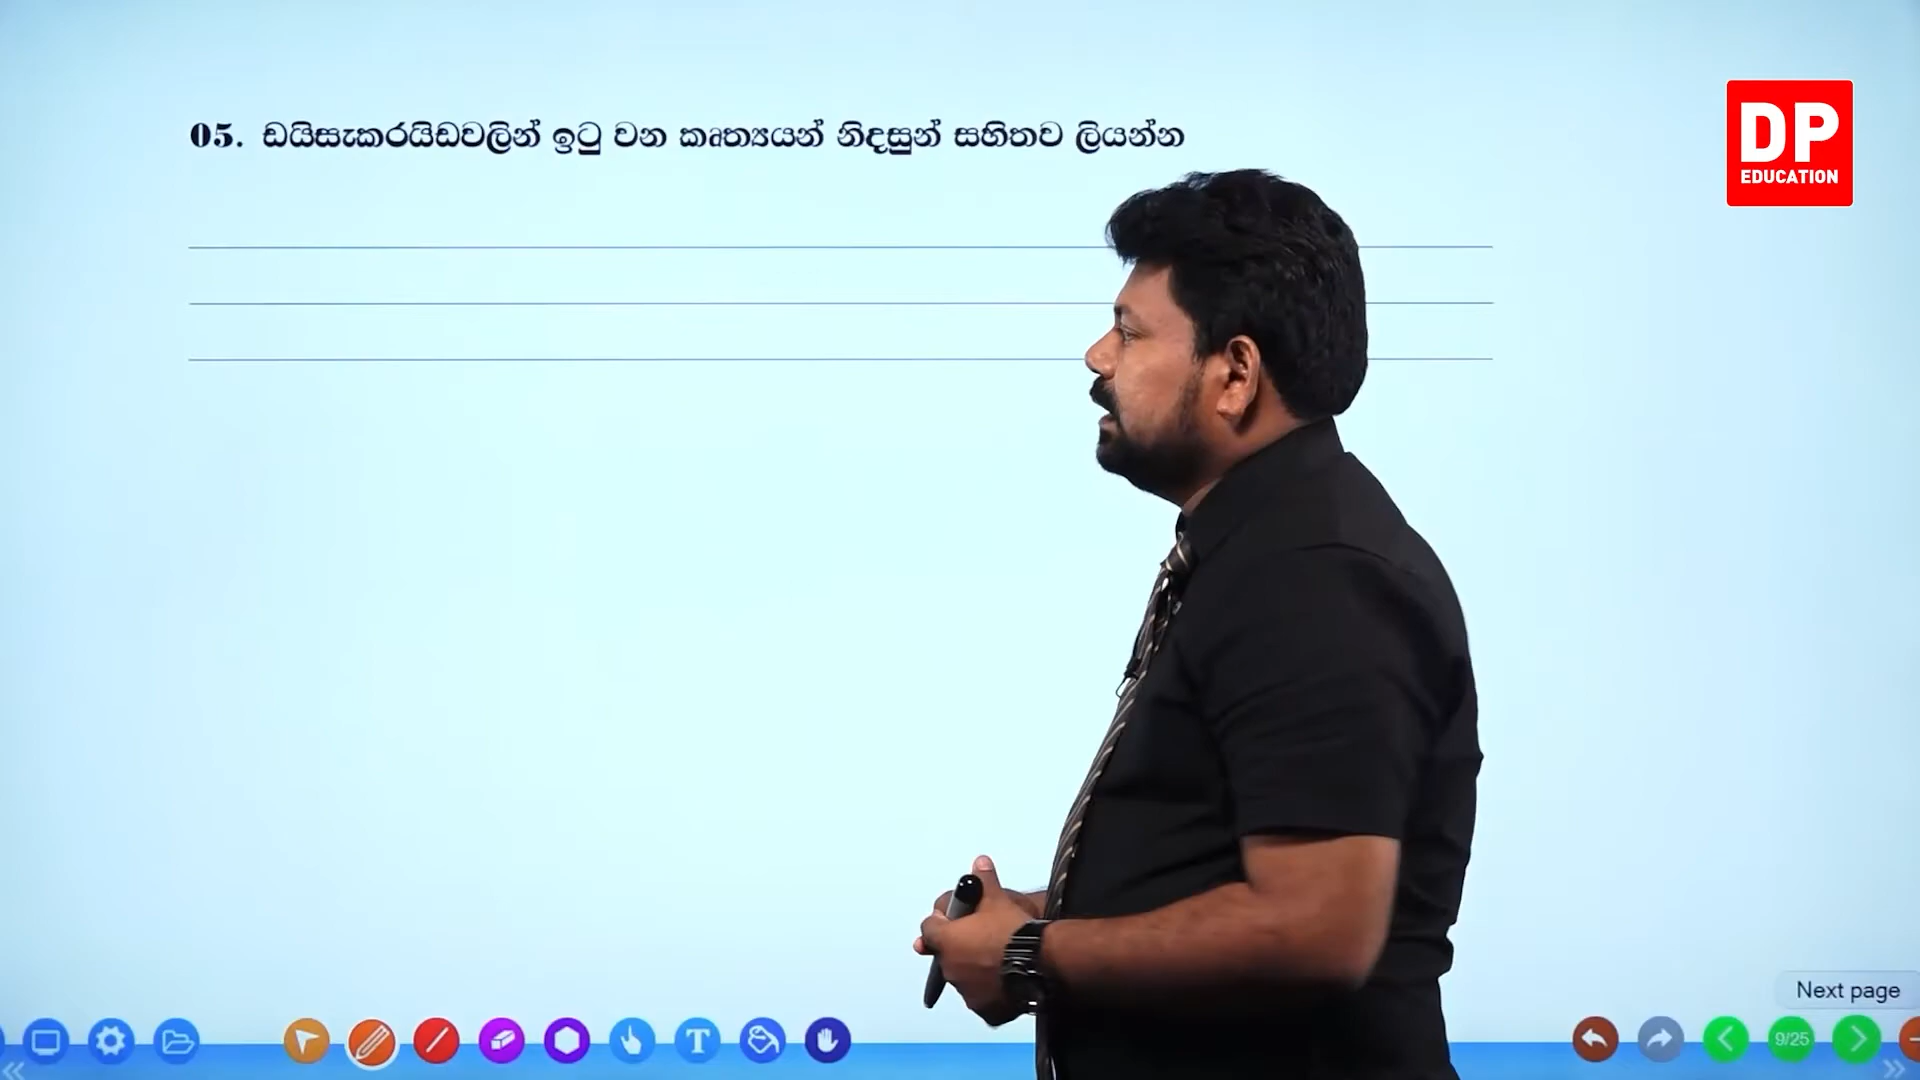 05. ඩයිසැකරයිඩවලින් ඉටු වන කෘත්‍යයන් නිදසුන් සහිතව ලියන්න
DP
EDUCATION
Next page
T
9/25